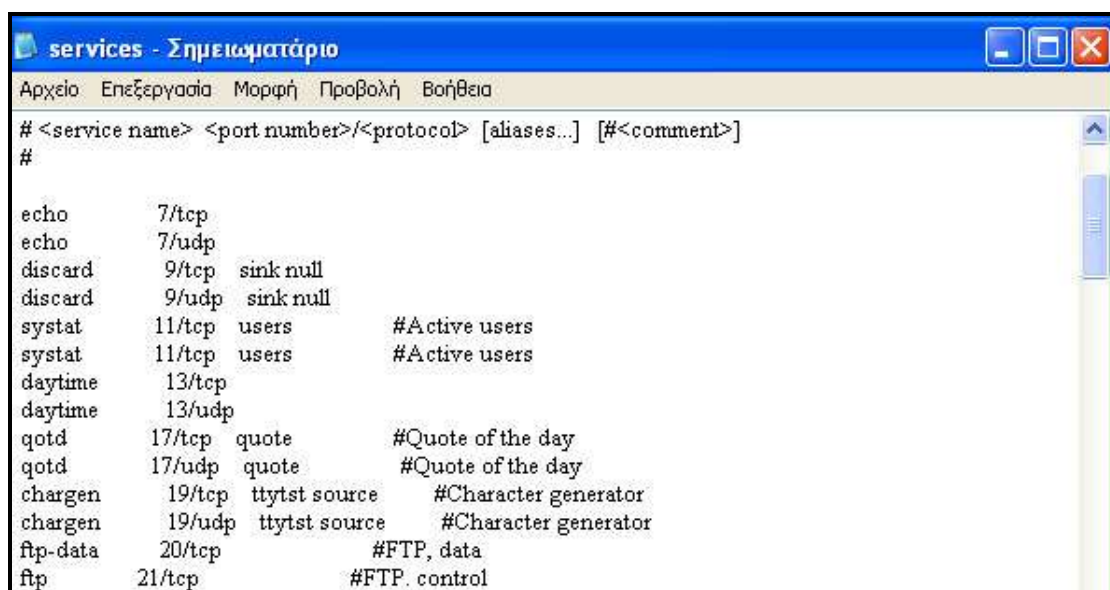 services - Σημειωματάριο
Αρχείο Επεξεργασία Μορφή Προβολή Βοήθεια
# <service name> <port number>/<protocol> [aliases...] [#<comment>]
#
echo 7/tcp
echo 7/udp
discard 9/tcp sink null
discard 9/udp sink null
systat 11/tcp users #Active users
systat 11/tcp users #Active users
daytime 13/tcp
daytime 13/udp
qotd 17/tcp quote #Quote of the day
qotd 17/udp quote #Quote of the day
chargen 19/tcp ttytst source #Character generator
chargen 19/udp ttytst source #Character generator
ftp-data 20/tcp #FTP, data
ftp 21/tcp #FTP. control